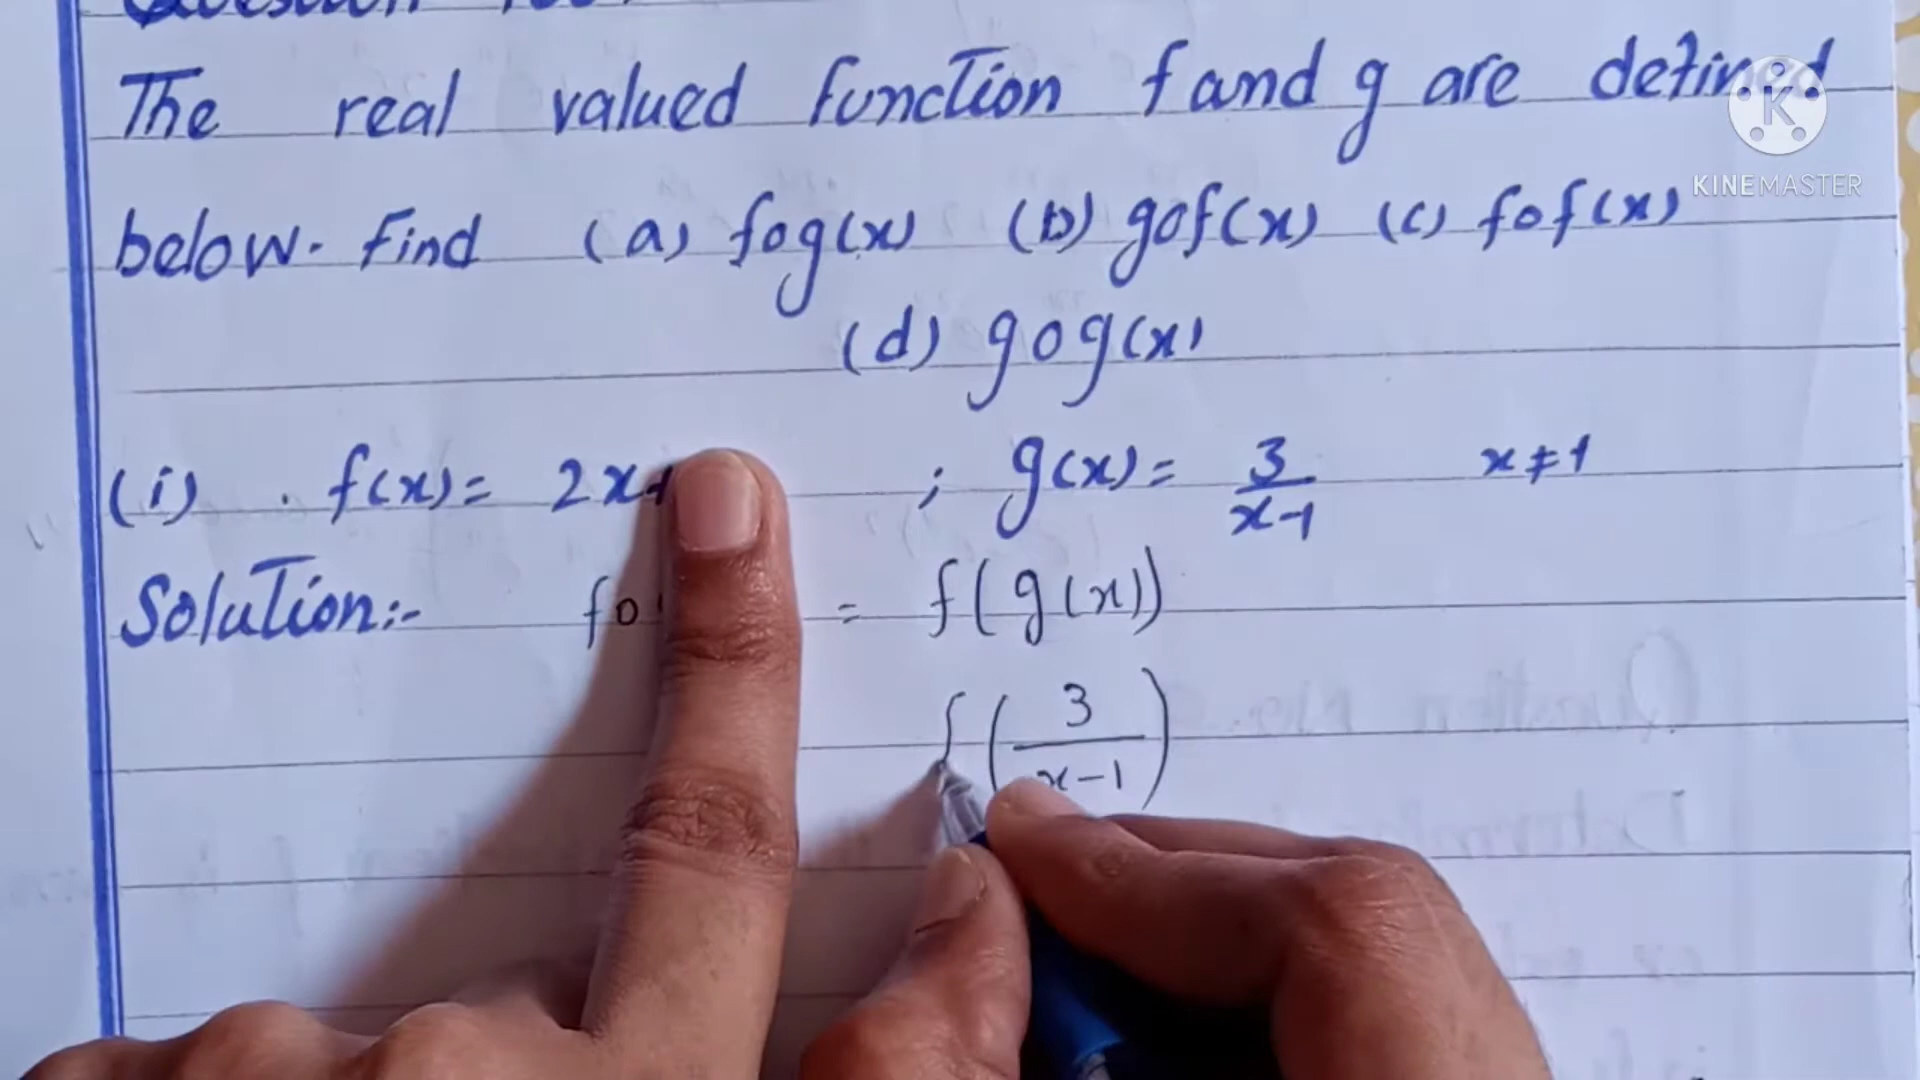 The real valued function f and g are defined
below. Find (a) fog(x) (b) gof(x) (c) fof(x)
(d) gog(x)
(i). f(x)= 2x+ ; g(x)= 3/(x-1) x≠1
Solution:- fo = f(g(x))
f(3/(x-1))
KINEMASTER